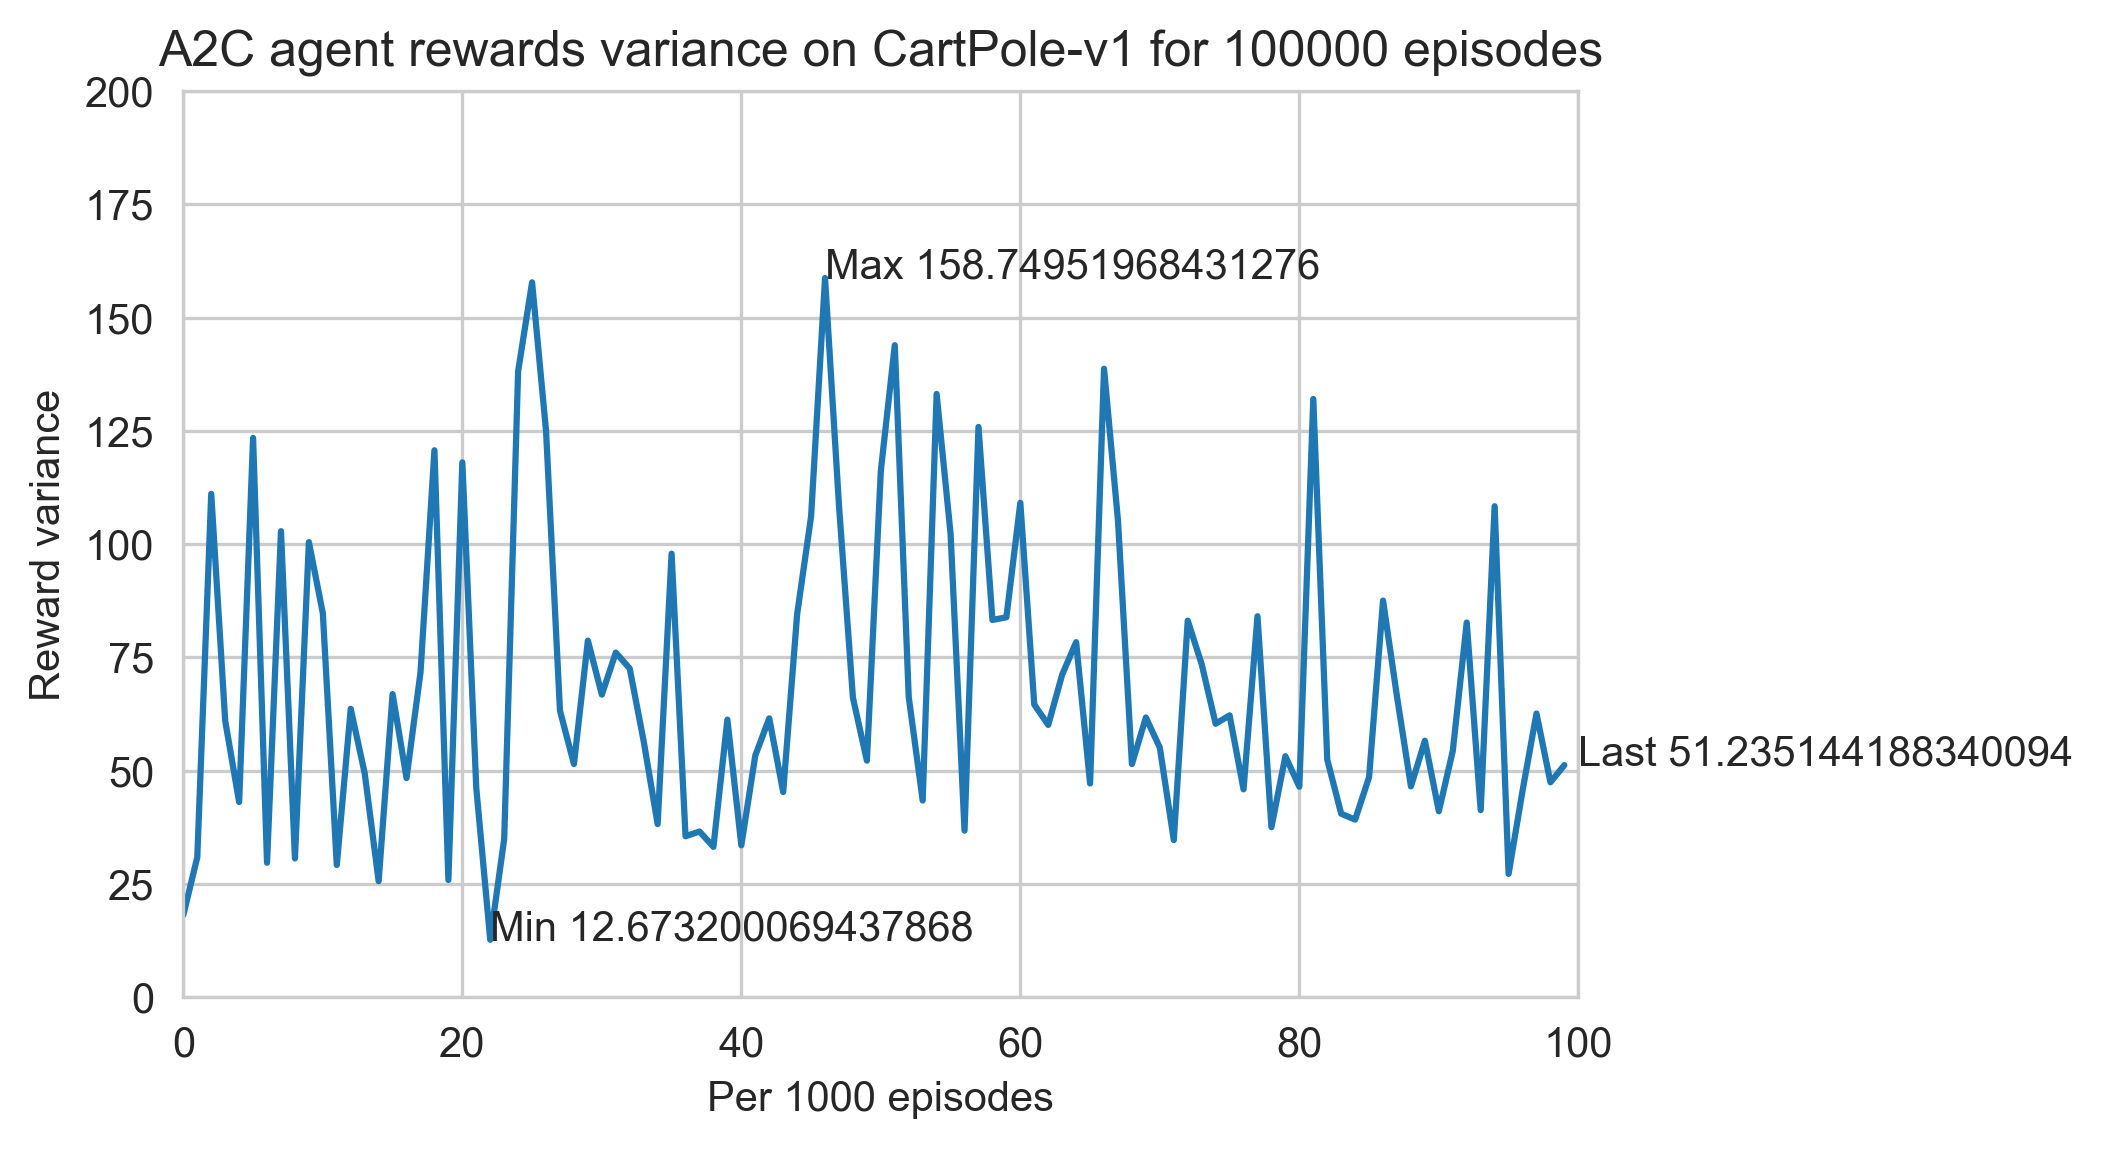 A2C agent rewards variance on CartPole-v1 for 100000 episodes
200
175
150
125
100
75
50
25
0
Reward variance
Max 158.74951968431276
Last 51.235144188340094
Min 12.673200069437868
0 20 40 60 80 100
Per 1000 episodes